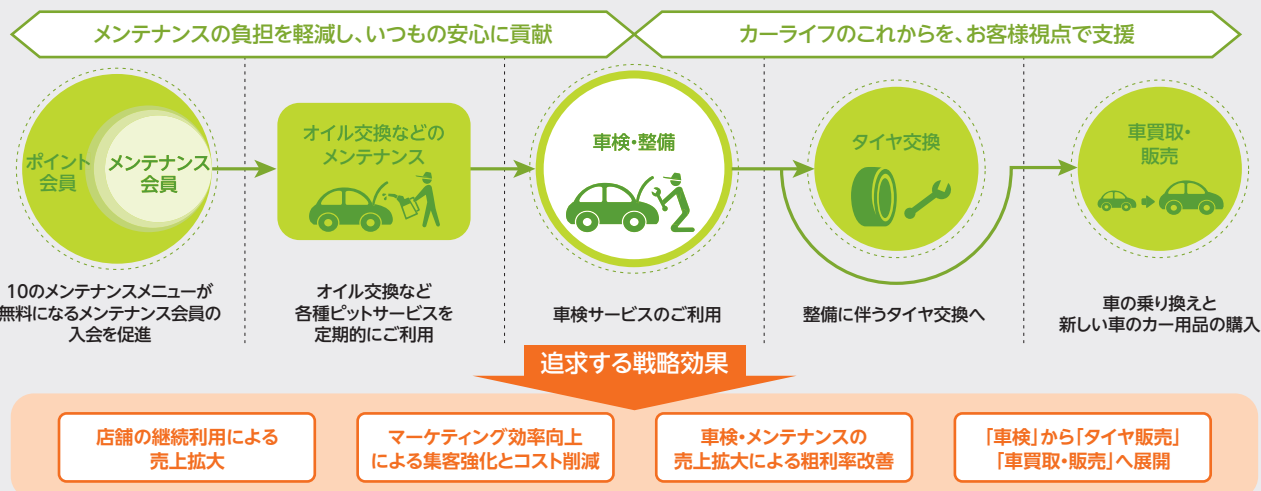 メンテナンスの負担を軽減し、いつもの安心に貢献
カーライフのこれからを、お客様視点で支援
ポイント
会員
メンテナンス
会員
オイル交換などの
メンテナンス
車検・整備
タイヤ交換
車買取・
販売
10のメンテナンスメニューが
無料になるメンテナンス会員の
入会を促進
オイル交換など
各種ピットサービスを
定期的にご利用
車検サービスのご利用
整備に伴うタイヤ交換へ
車の乗り換えと
新しい車のカー用品の購入
追求する戦略効果
店舗の継続利用による
売上拡大
マーケティング効率向上
による集客強化とコスト削減
車検・メンテナンスの
売上拡大による粗利率改善
「車検」から「タイヤ販売」
「車買取・販売」へ展開